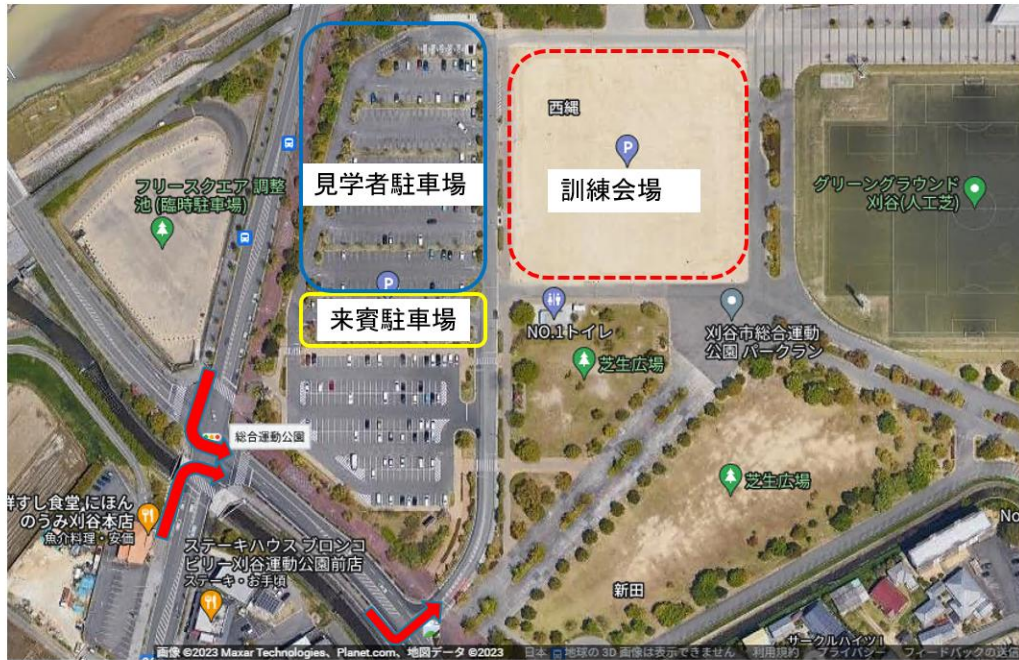 西縄
P
見学者駐車場
訓練会場
フリースクエア 調整
池 (臨時駐車場)
グリーングラウンド
刈谷(人工芝)
P
来賓駐車場
NO.1トイレ
刈谷市総合運動
公園 パークラン
芝生広場
総合運動公園
芝生広場
鮮すし食堂 にほん
のうみ刈谷本店
魚介料理・安価
ステーキハウス ブロンコ
ビリー刈谷運動公園前店
ステーキ・お手頃
No
新田
サークルハイツI
画像 ©2023 Maxar Technologies、Planet.com、地図データ ©2023 日本 地球の 3D 画像は表示できません 利用規約 プライバシー フィードバックの送信